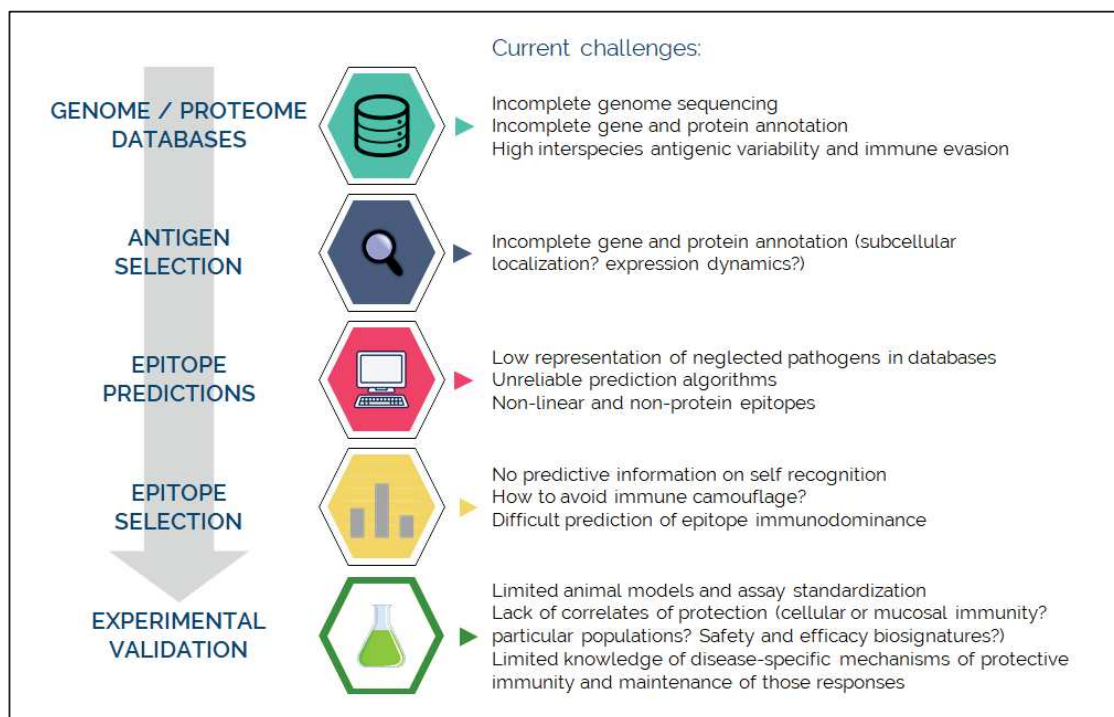 Current challenges:
GENOME / PROTEOME
DATABASES
Incomplete genome sequencing
Incomplete gene and protein annotation
High interspecies antigenic variability and immune evasion
ANTIGEN
SELECTION
Incomplete gene and protein annotation (subcellular
localization? expression dynamics?)
EPITOPE
PREDICTIONS
Low representation of neglected pathogens in databases
Unreliable prediction algorithms
Non-linear and non-protein epitopes
EPITOPE
SELECTION
No predictive information on self recognition
How to avoid immune camouflage?
Difficult prediction of epitope immunodominance
EXPERIMENTAL
VALIDATION
Limited animal models and assay standardization
Lack of correlates of protection (cellular or mucosal immunity?
particular populations? Safety and efficacy biosignatures?)
Limited knowledge of disease-specific mechanisms of protective
immunity and maintenance of those responses